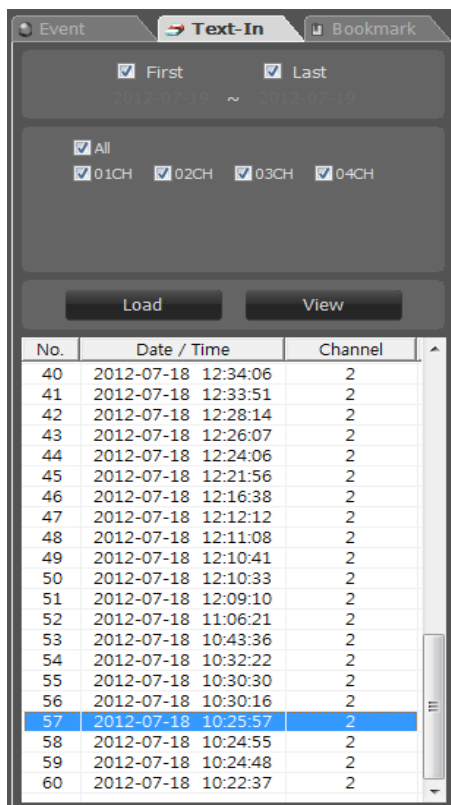 Event Text-In Bookmark
First Last
2012-07-19 ~ 2012-07-19
All
01CH 02CH 03CH 04CH
Load View
No. Date / Time Channel
40 2012-07-18 12:34:06 2
41 2012-07-18 12:33:51 2
42 2012-07-18 12:28:14 2
43 2012-07-18 12:26:07 2
44 2012-07-18 12:24:06 2
45 2012-07-18 12:21:56 2
46 2012-07-18 12:16:38 2
47 2012-07-18 12:12:12 2
48 2012-07-18 12:11:08 2
49 2012-07-18 12:10:41 2
50 2012-07-18 12:10:33 2
51 2012-07-18 12:09:10 2
52 2012-07-18 11:06:21 2
53 2012-07-18 10:43:36 2
54 2012-07-18 10:32:22 2
55 2012-07-18 10:30:30 2
56 2012-07-18 10:30:16 2
57 2012-07-18 10:25:57 2
58 2012-07-18 10:24:55 2
59 2012-07-18 10:24:48 2
60 2012-07-18 10:22:37 2